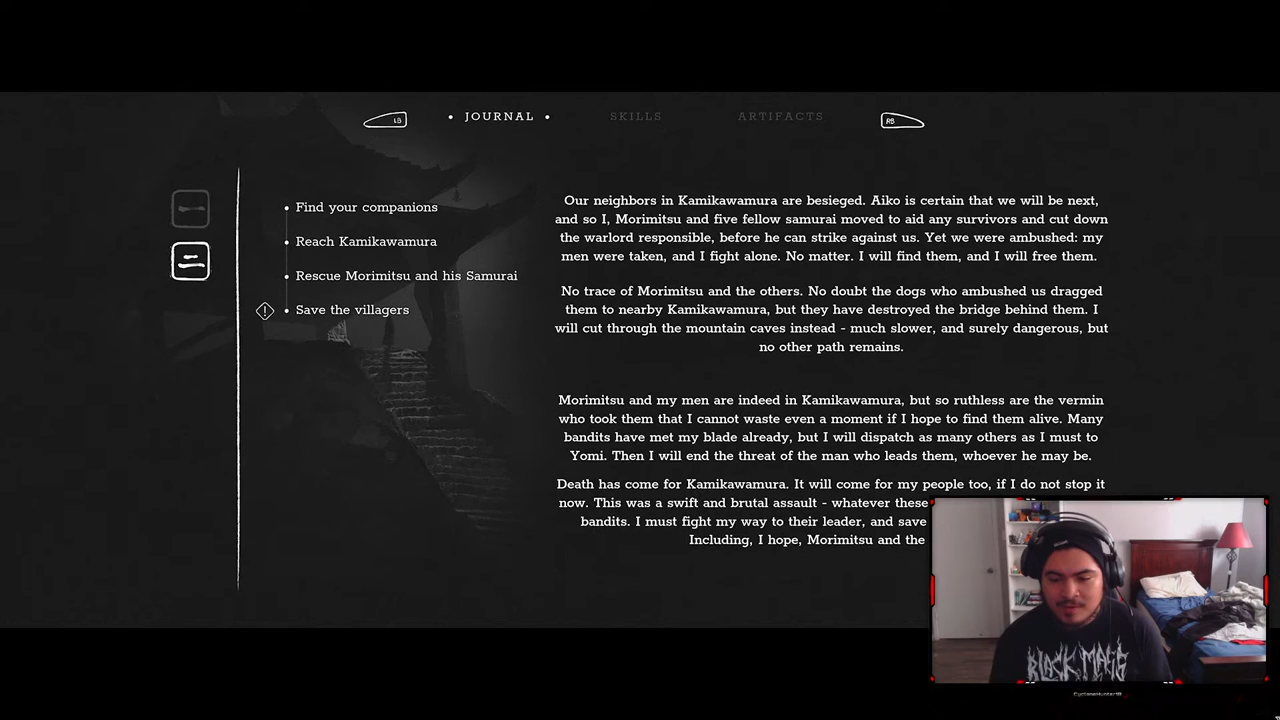 LB
• JOURNAL •
SKILLS
ARTIFACTS
RB
一
二
• Find your companions
• Reach Kamikawamura
• Rescue Morimitsu and his Samurai
! • Save the villagers
Our neighbors in Kamikawamura are besieged. Aiko is certain that we will be next,
and so I, Morimitsu and five fellow samurai moved to aid any survivors and cut down
the warlord responsible, before he can strike against us. Yet we were ambushed: my
men were taken, and I fight alone. No matter. I will find them, and I will free them.
No trace of Morimitsu and the others. No doubt the dogs who ambushed us dragged
them to nearby Kamikawamura, but they have destroyed the bridge behind them. I
will cut through the mountain caves instead - much slower, and surely dangerous, but
no other path remains.
Morimitsu and my men are indeed in Kamikawamura, but so ruthless are the vermin
who took them that I cannot waste even a moment if I hope to find them alive. Many
bandits have met my blade already, but I will dispatch as many others as I must to
Yomi. Then I will end the threat of the man who leads them, whoever he may be.
Death has come for Kamikawamura. It will come for my people too, if I do not stop it
now. This was a swift and brutal assault - whatever these
bandits. I must fight my way to their leader, and save
Including, I hope, Morimitsu and the
BLACK MAGIC
CycloneHunter18